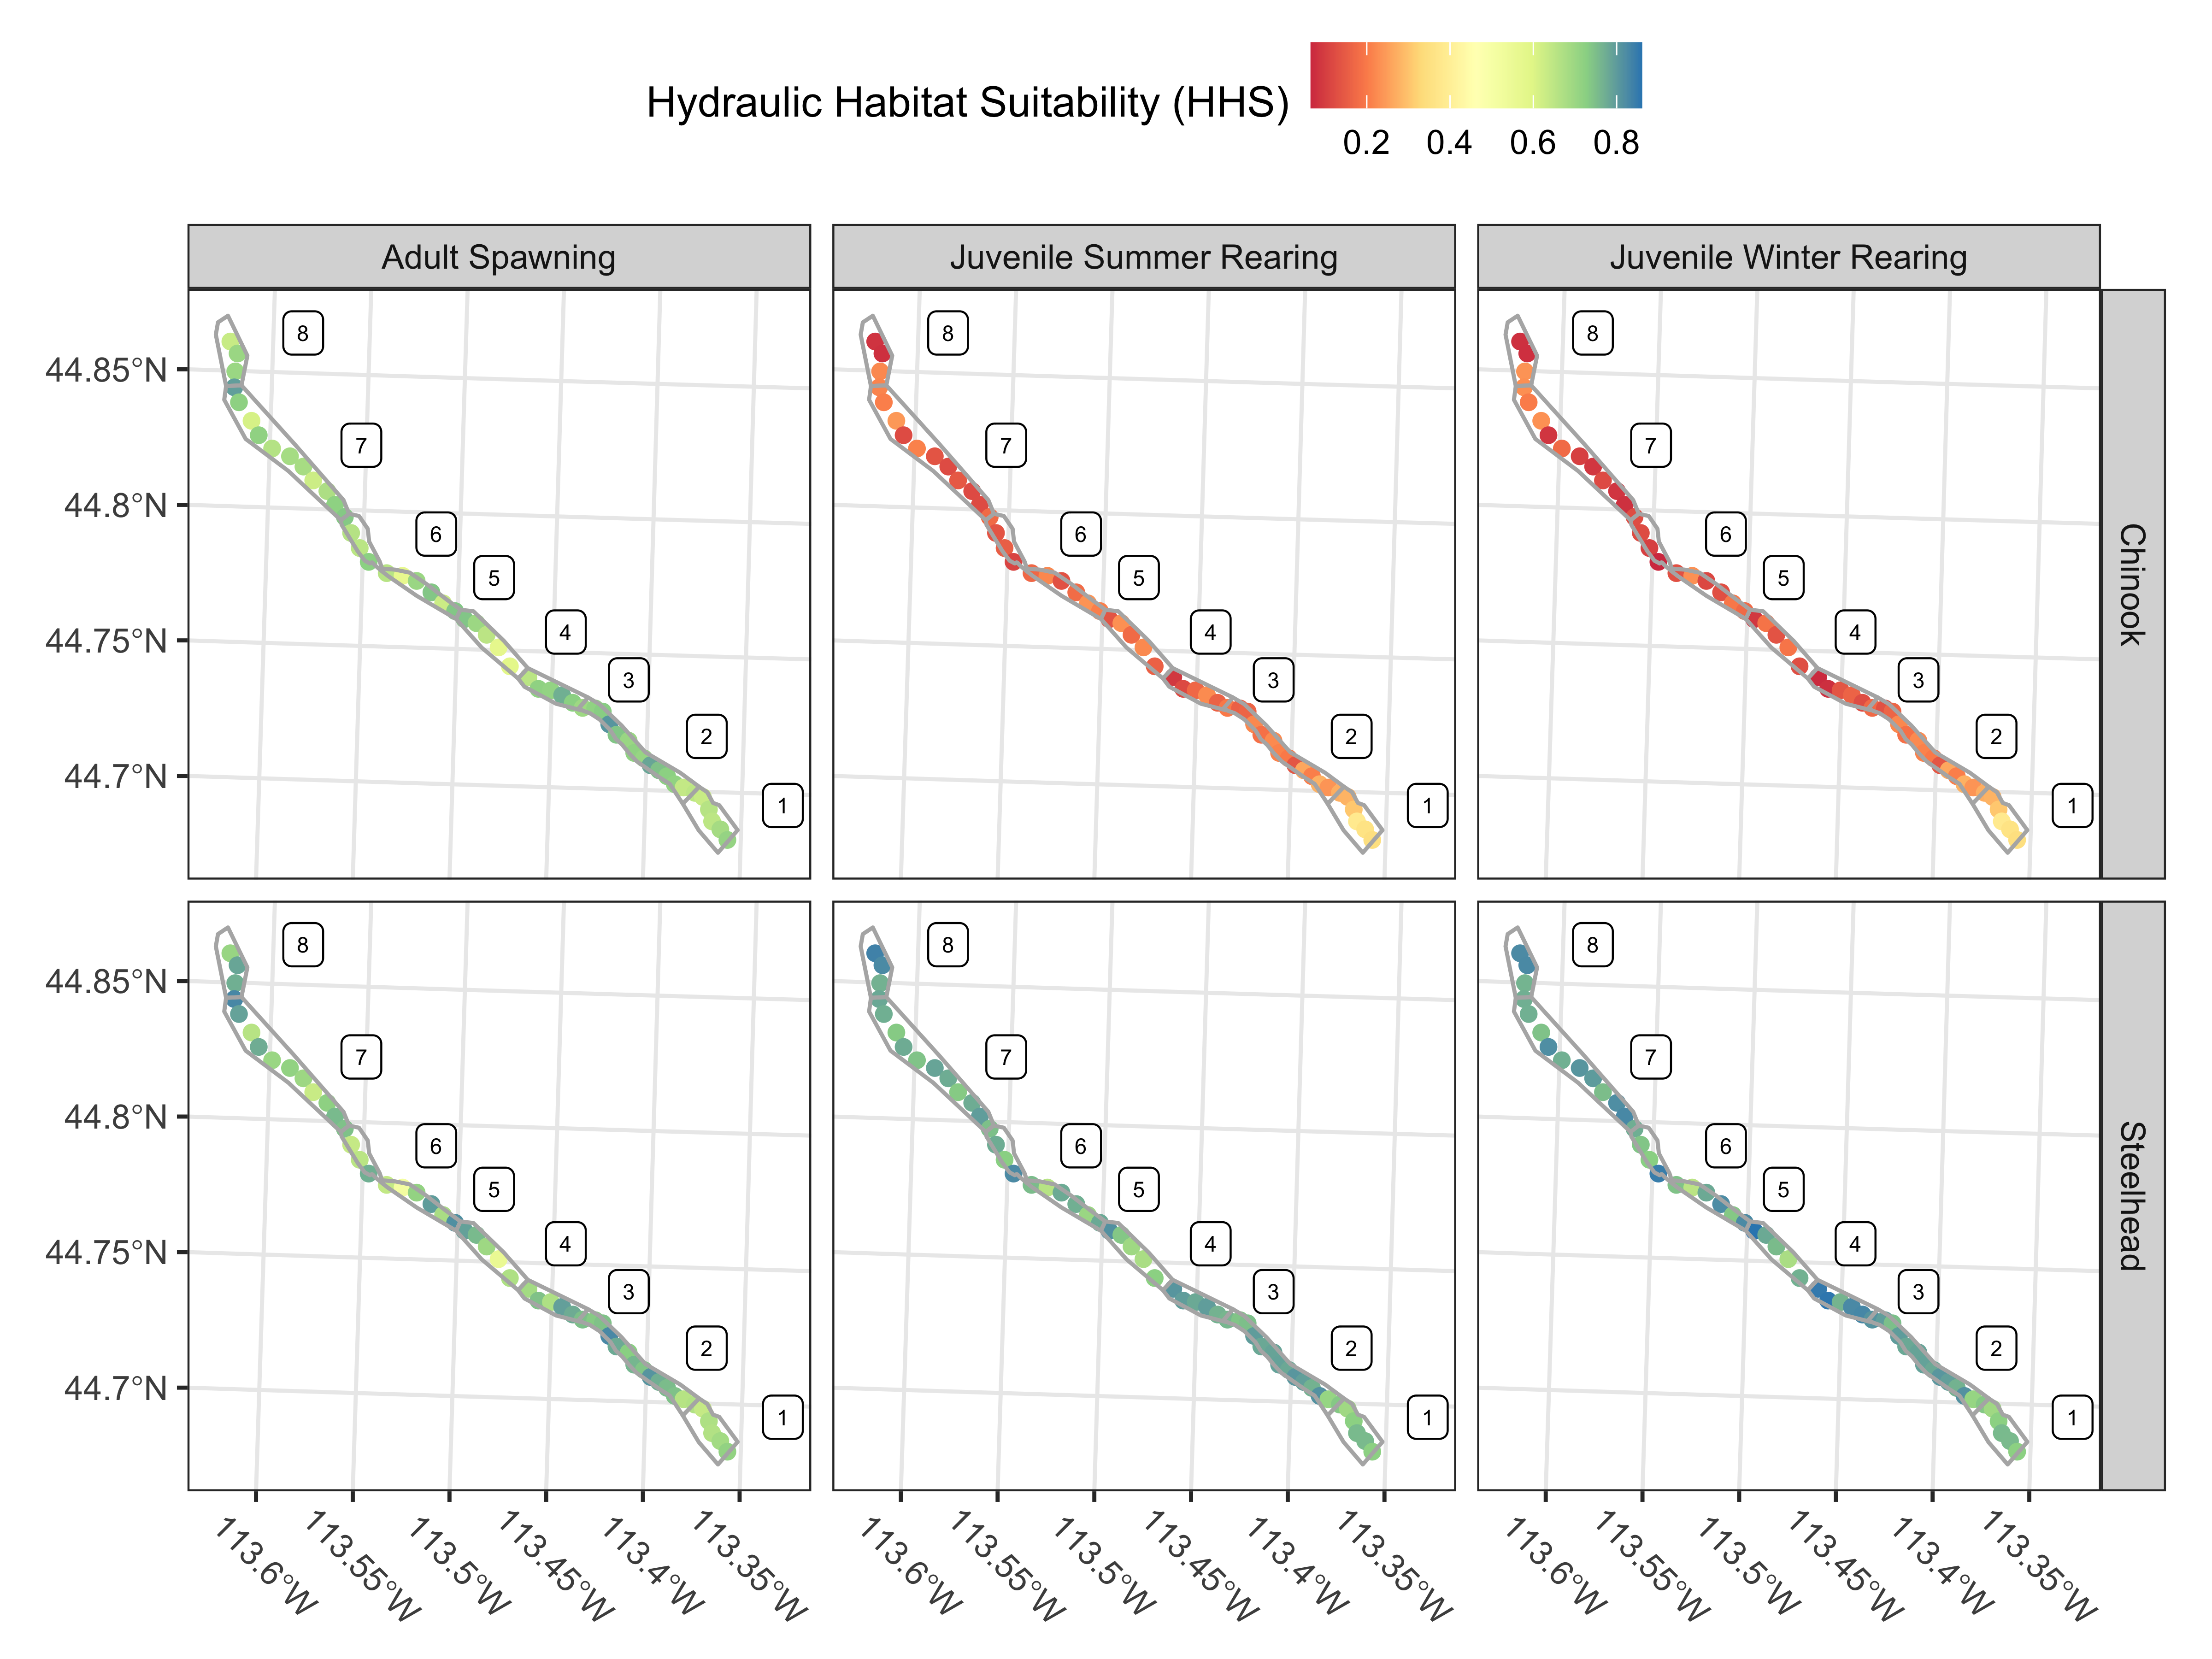 Hydraulic Habitat Suitability (HHS)
0.2 0.4 0.6 0.8
Adult Spawning Juvenile Summer Rearing Juvenile Winter Rearing
Chinook
44.85°N
44.8°N
44.75°N
44.7°N
8 7 6 5 4 3 2 1
8 7 6 5 4 3 2 1
8 7 6 5 4 3 2 1
Steelhead
44.85°N
44.8°N
44.75°N
44.7°N
8 7 6 5 4 3 2 1
8 7 6 5 4 3 2 1
8 7 6 5 4 3 2 1
113.6°W 113.55°W 113.5°W 113.45°W 113.4°W 113.35°W
113.6°W 113.55°W 113.5°W 113.45°W 113.4°W 113.35°W
113.6°W 113.55°W 113.5°W 113.45°W 113.4°W 113.35°W